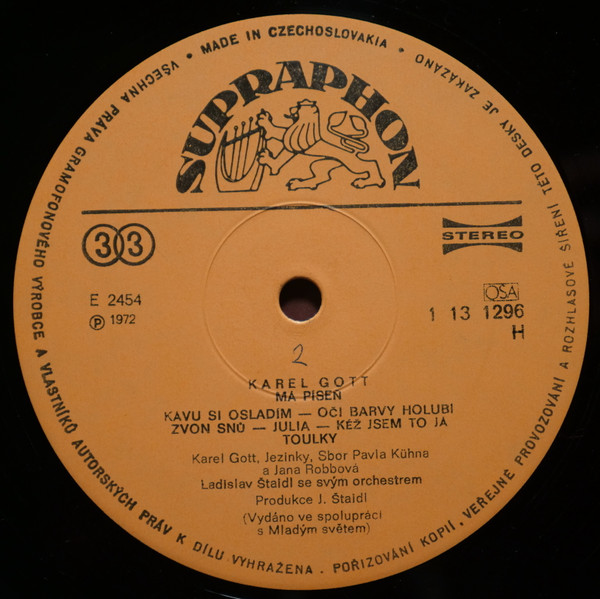 VŠECHNA PRÁVA GRAMOFONOVÉHO VÝROBCE A VLASTNÍKŮ AUTORSKÝCH PRÁV K DÍLU VYHRAŽENA . POŘIZOVÁNÍ KOPIÍ, VEŘEJNÉ PROVOZOVÁNÍ A ROZHLASOVÉ ŠÍŘENÍ TÉTO DESKY JE ZAKÁZÁNO
• MADE IN CZECHOSLOVAKIA •
SUPRAPHON
33
STEREO
E 2454
Ⓟ 1972
OSA
1 13 1296
H
2
KAREL GOTT
MÁ PÍSEŇ
KÁVU SI OSLADÍM — OČI BARVY HOLUBÍ
ZVON SNŮ — JULIA — KÉŽ JSEM TO JÁ
TOULKY
Karel Gott, Jezinky, Sbor Pavla Kühna
a Jana Robbová
Ladislav Štaidl se svým orchestrem
Produkce J. Štaidl
(Vydáno ve spolupráci
s Mladým světem)